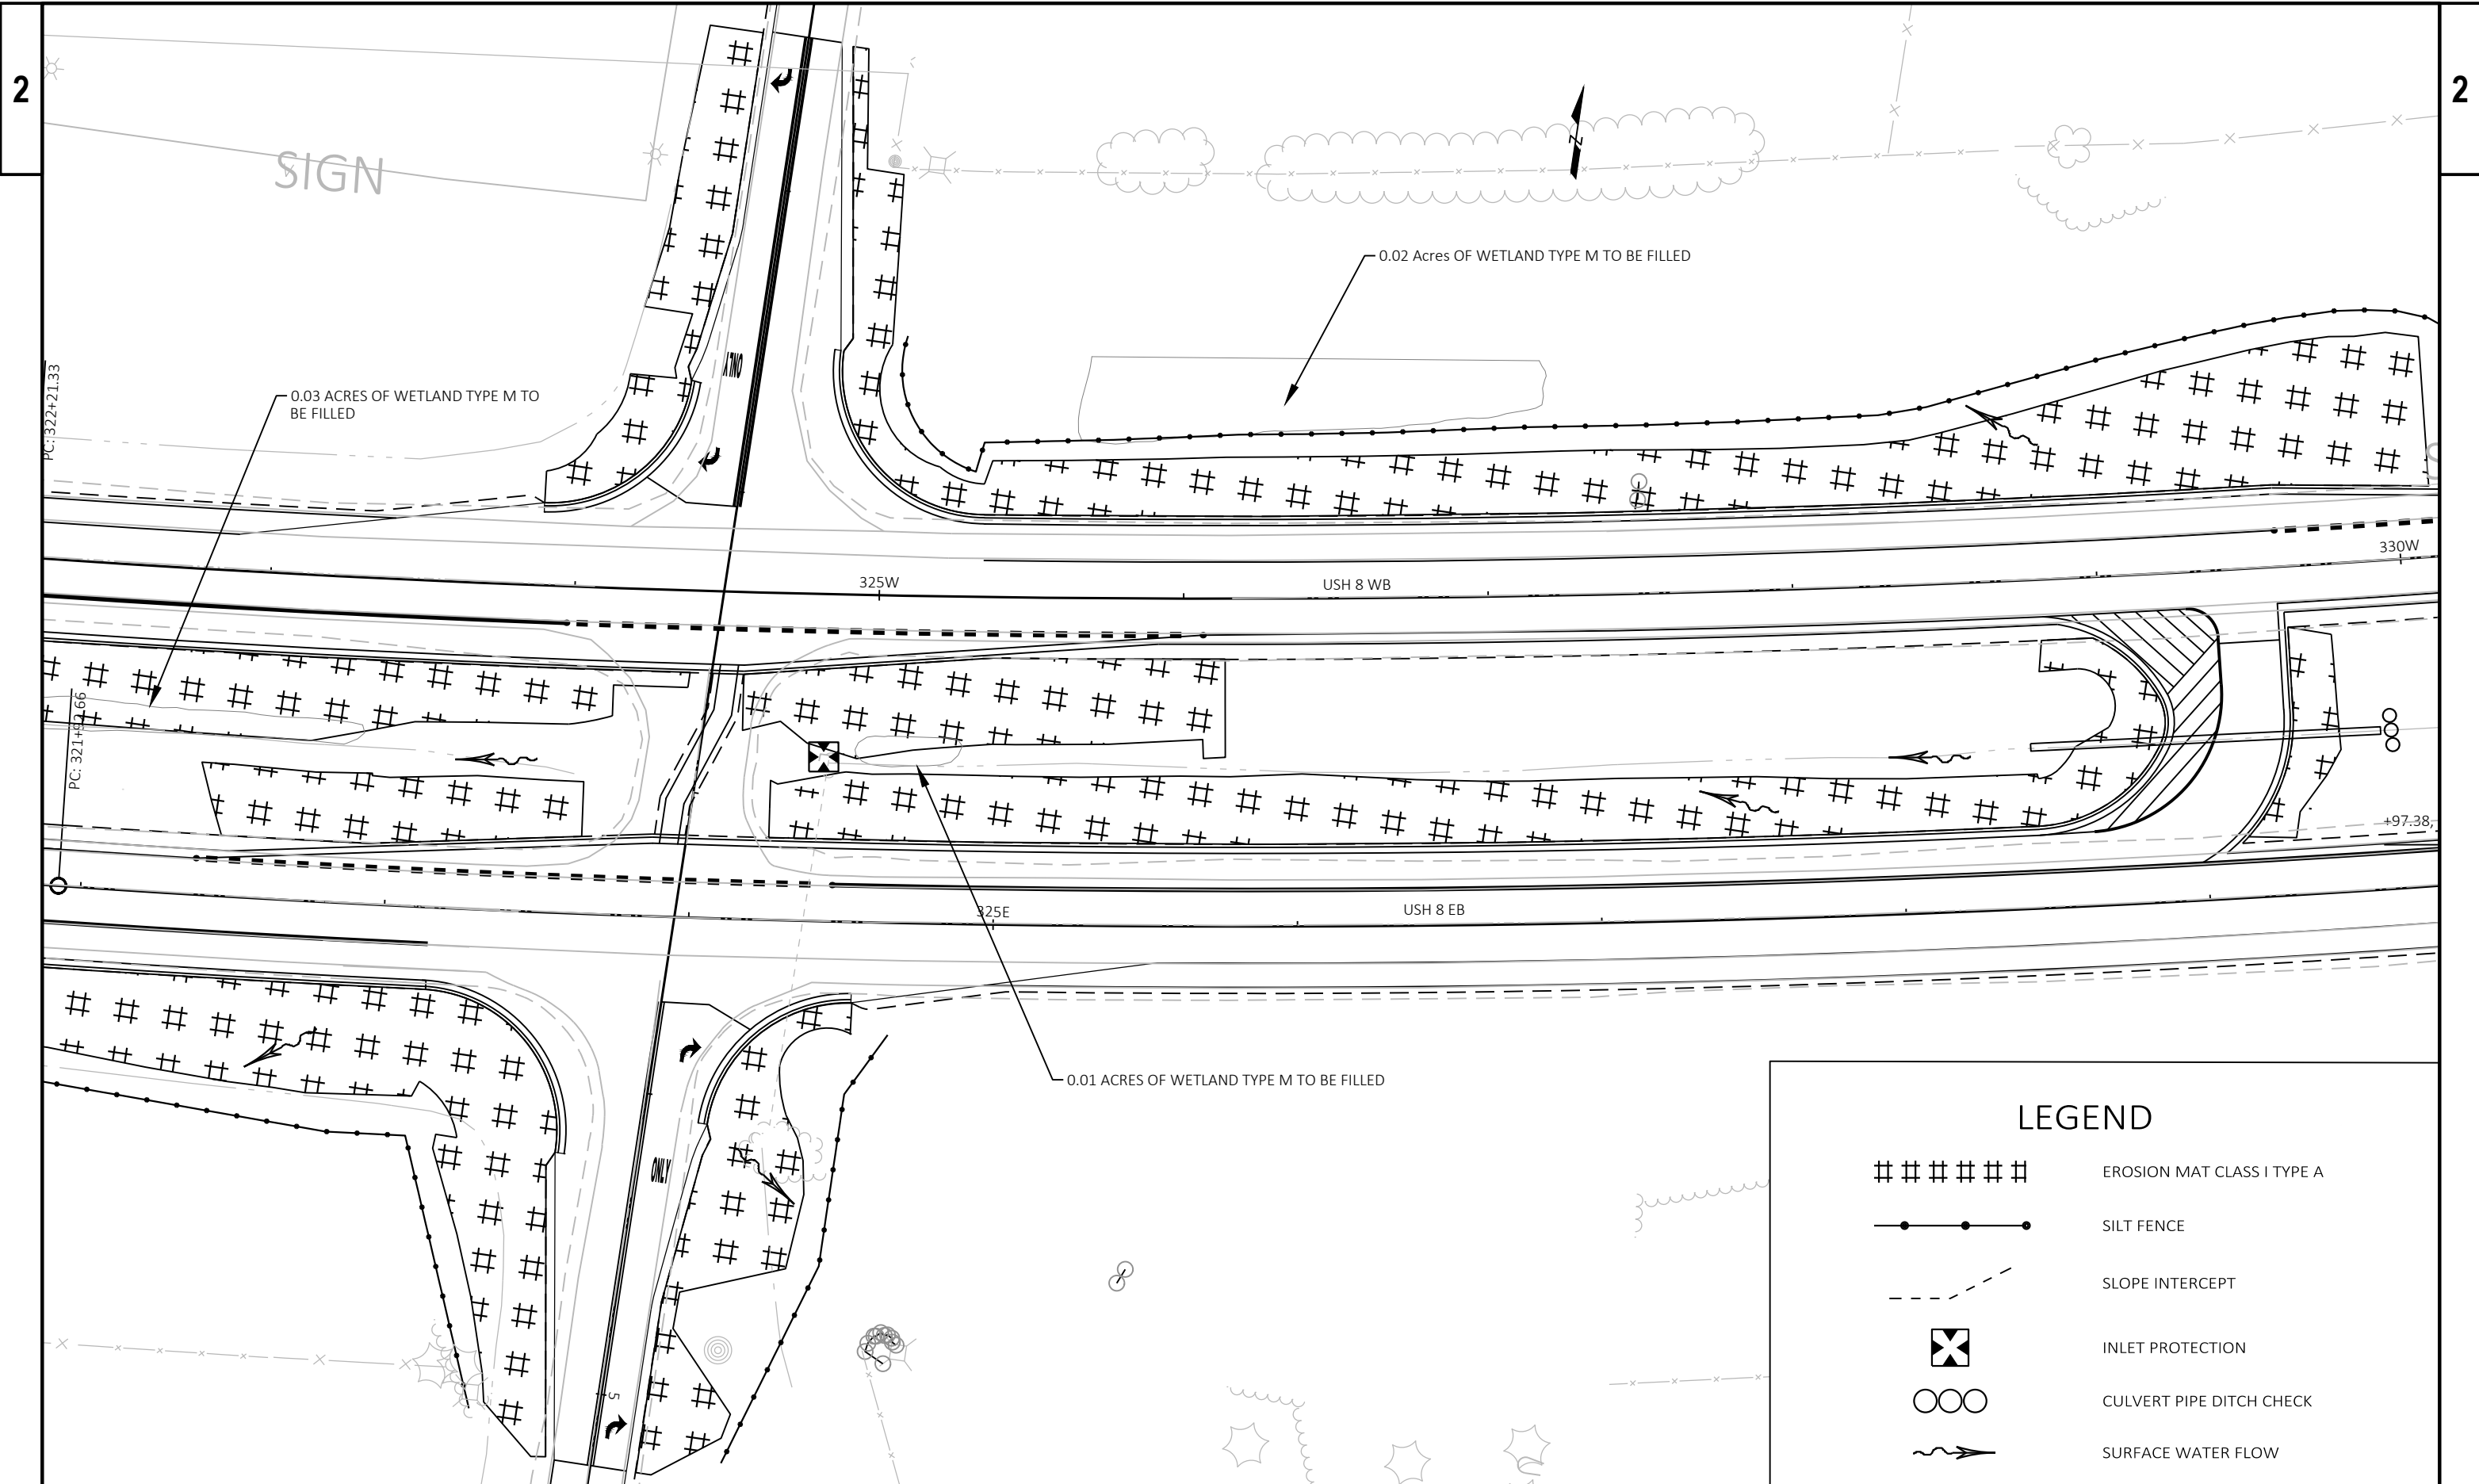 2
2
SIGN
0.02 Acres OF WETLAND TYPE M TO BE FILLED
ONLY
PC: 322+21.33
0.03 ACRES OF WETLAND TYPE M TO
BE FILLED
330W
325W
USH 8 WB
PC: 321+92.66
+97.38,
325E
USH 8 EB
0.01 ACRES OF WETLAND TYPE M TO BE FILLED
ONLY
5
N
LEGEND
EROSION MAT CLASS I TYPE A
SILT FENCE
SLOPE INTERCEPT
INLET PROTECTION
CULVERT PIPE DITCH CHECK
SURFACE WATER FLOW